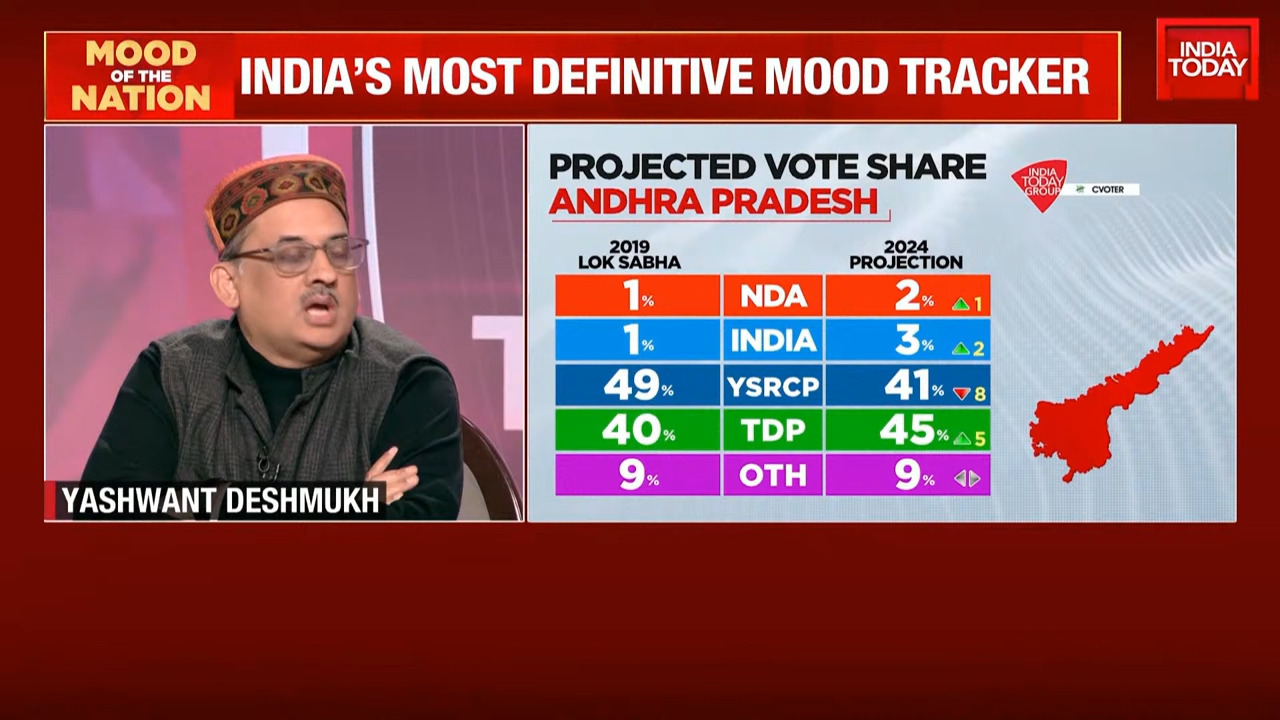 MOOD
OF THE
NATION
INDIA'S MOST DEFINITIVE MOOD TRACKER
INDIA
TODAY
PROJECTED VOTE SHARE
ANDHRA PRADESH
INDIA
TODAY
GROUP
CVOTER
2019
LOK SABHA
2024
PROJECTION
1% NDA 2% 1
1% INDIA 3% 2
49% YSRCP 41% 8
40% TDP 45% 5
9% OTH 9%
T
YASHWANT DESHMUKH